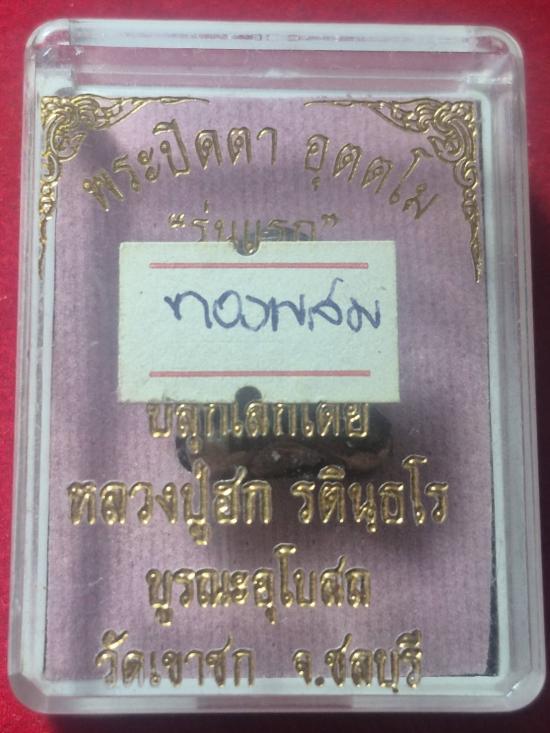 พระปิดตา อุตตโม
“รุ่นแรก”
ทองผสม
ปลุกเสกโดย
หลวงปู่ฮก รตินฺธโร
บูรณะอุโบสถ
วัดเขาชก จ.ชลบุรี